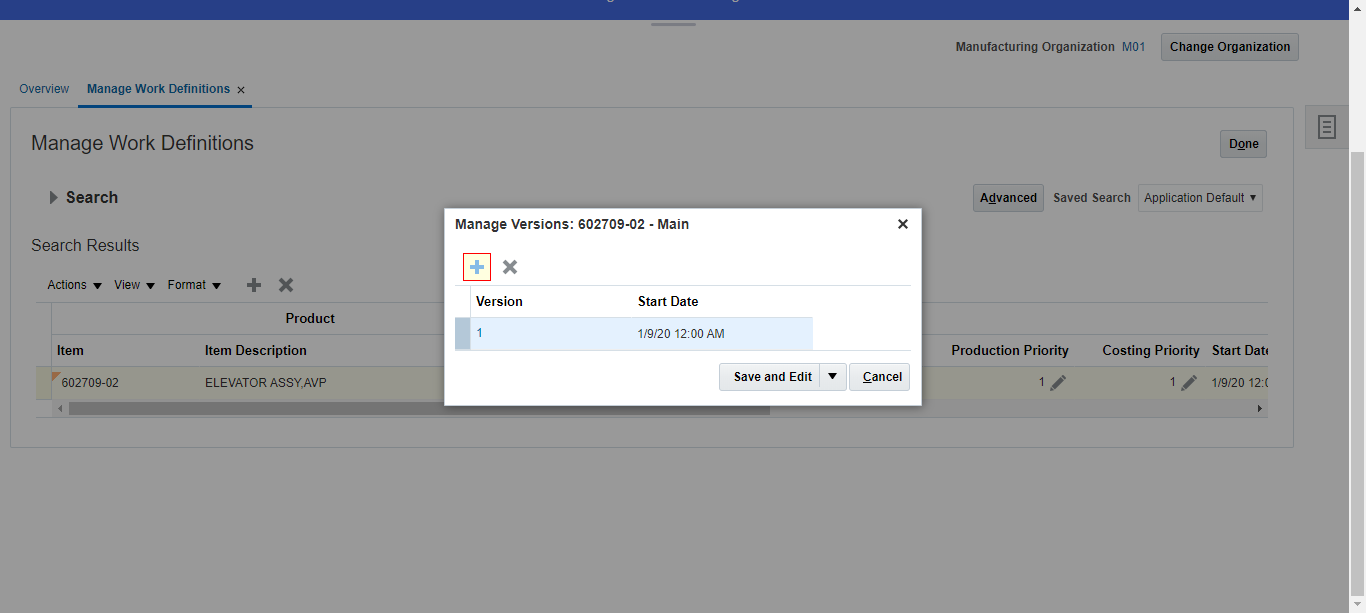 Manufacturing Organization M01 Change Organization
Overview Manage Work Definitions
Manage Work Definitions Done
Search Advanced Saved Search Application Default
Search Results
Actions View Format
Product
Item Item Description Production Priority Costing Priority Start Date
602709-02 ELEVATOR ASSY,AVP 1 1 1/9/20 12:0
Manage Versions: 602709-02 - Main
Version Start Date
1 1/9/20 12:00 AM
Save and Edit Cancel